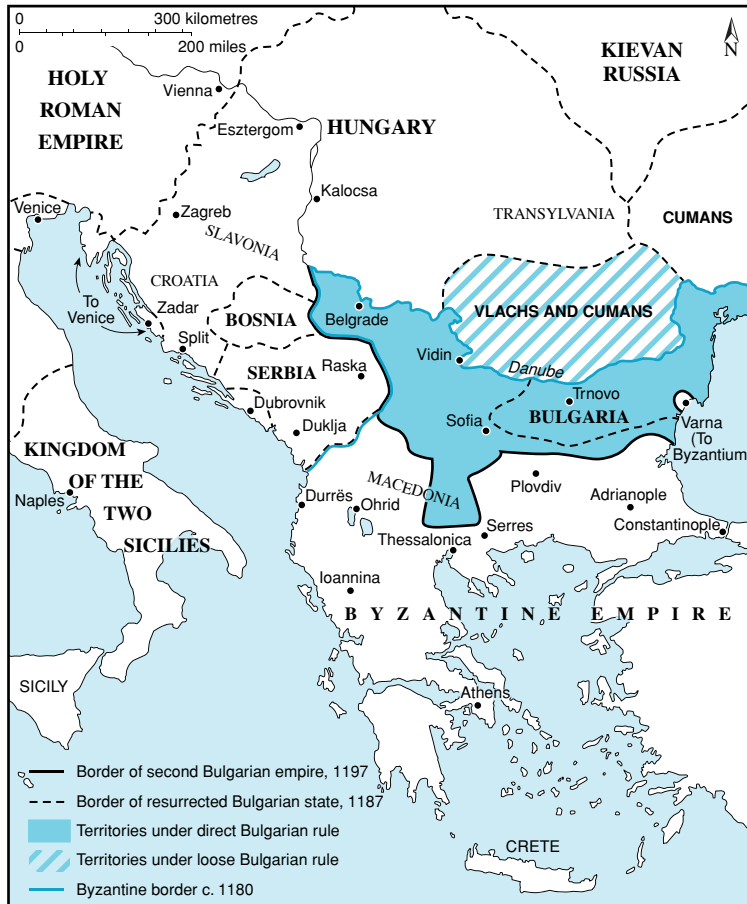 0 300 kilometres
0 200 miles
N
KIEVAN
RUSSIA
HOLY
ROMAN
EMPIRE
Vienna
Esztergom
HUNGARY
Kalocsa
Venice
Zagreb
SLAVONIA
TRANSYLVANIA
CUMANS
CROATIA
To
Venice
Zadar
BOSNIA
Belgrade
VLACHS AND CUMANS
Split
SERBIA
Raska
Vidin
Danube
Trnovo
BULGARIA
Dubrovnik
Duklja
Sofia
Varna
(To
Byzantium)
KINGDOM
OF THE
TWO
SICILIES
Naples
MACEDONIA
Plovdiv
Durrës
Ohrid
Adrianople
Serres
Constantinople
Thessalonica
Ioannina
BYZANTINE EMPIRE
SICILY
Athens
CRETE
Border of second Bulgarian empire, 1197
Border of resurrected Bulgarian state, 1187
Territories under direct Bulgarian rule
Territories under loose Bulgarian rule
Byzantine border c. 1180